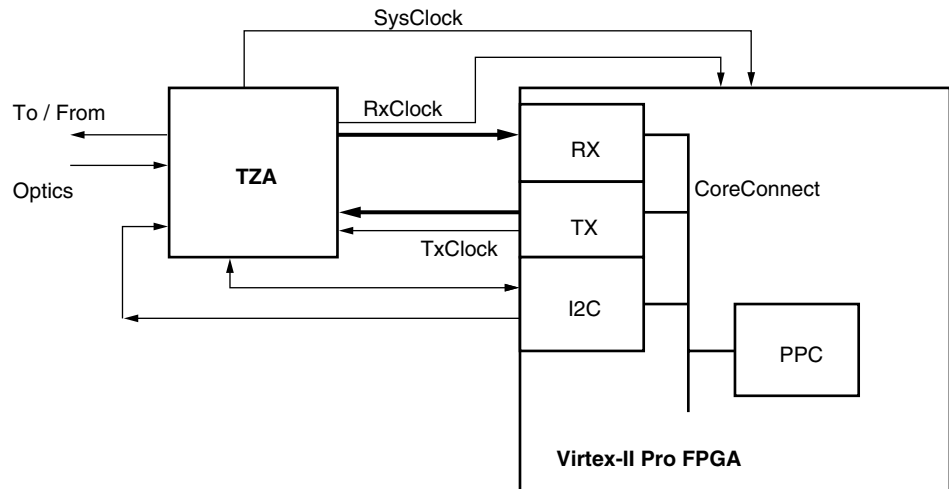 SysClock
To / From
RxClock
RX
TZA
CoreConnect
Optics
TX
TxClock
I2C
PPC
Virtex-II Pro FPGA